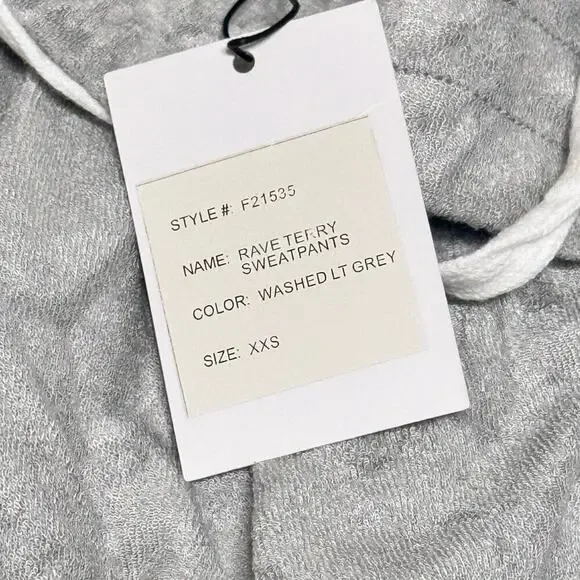 STYLE #: F21535
NAME: RAVE TERRY
SWEATPANTS
COLOR: WASHED LT GREY
SIZE: XXS